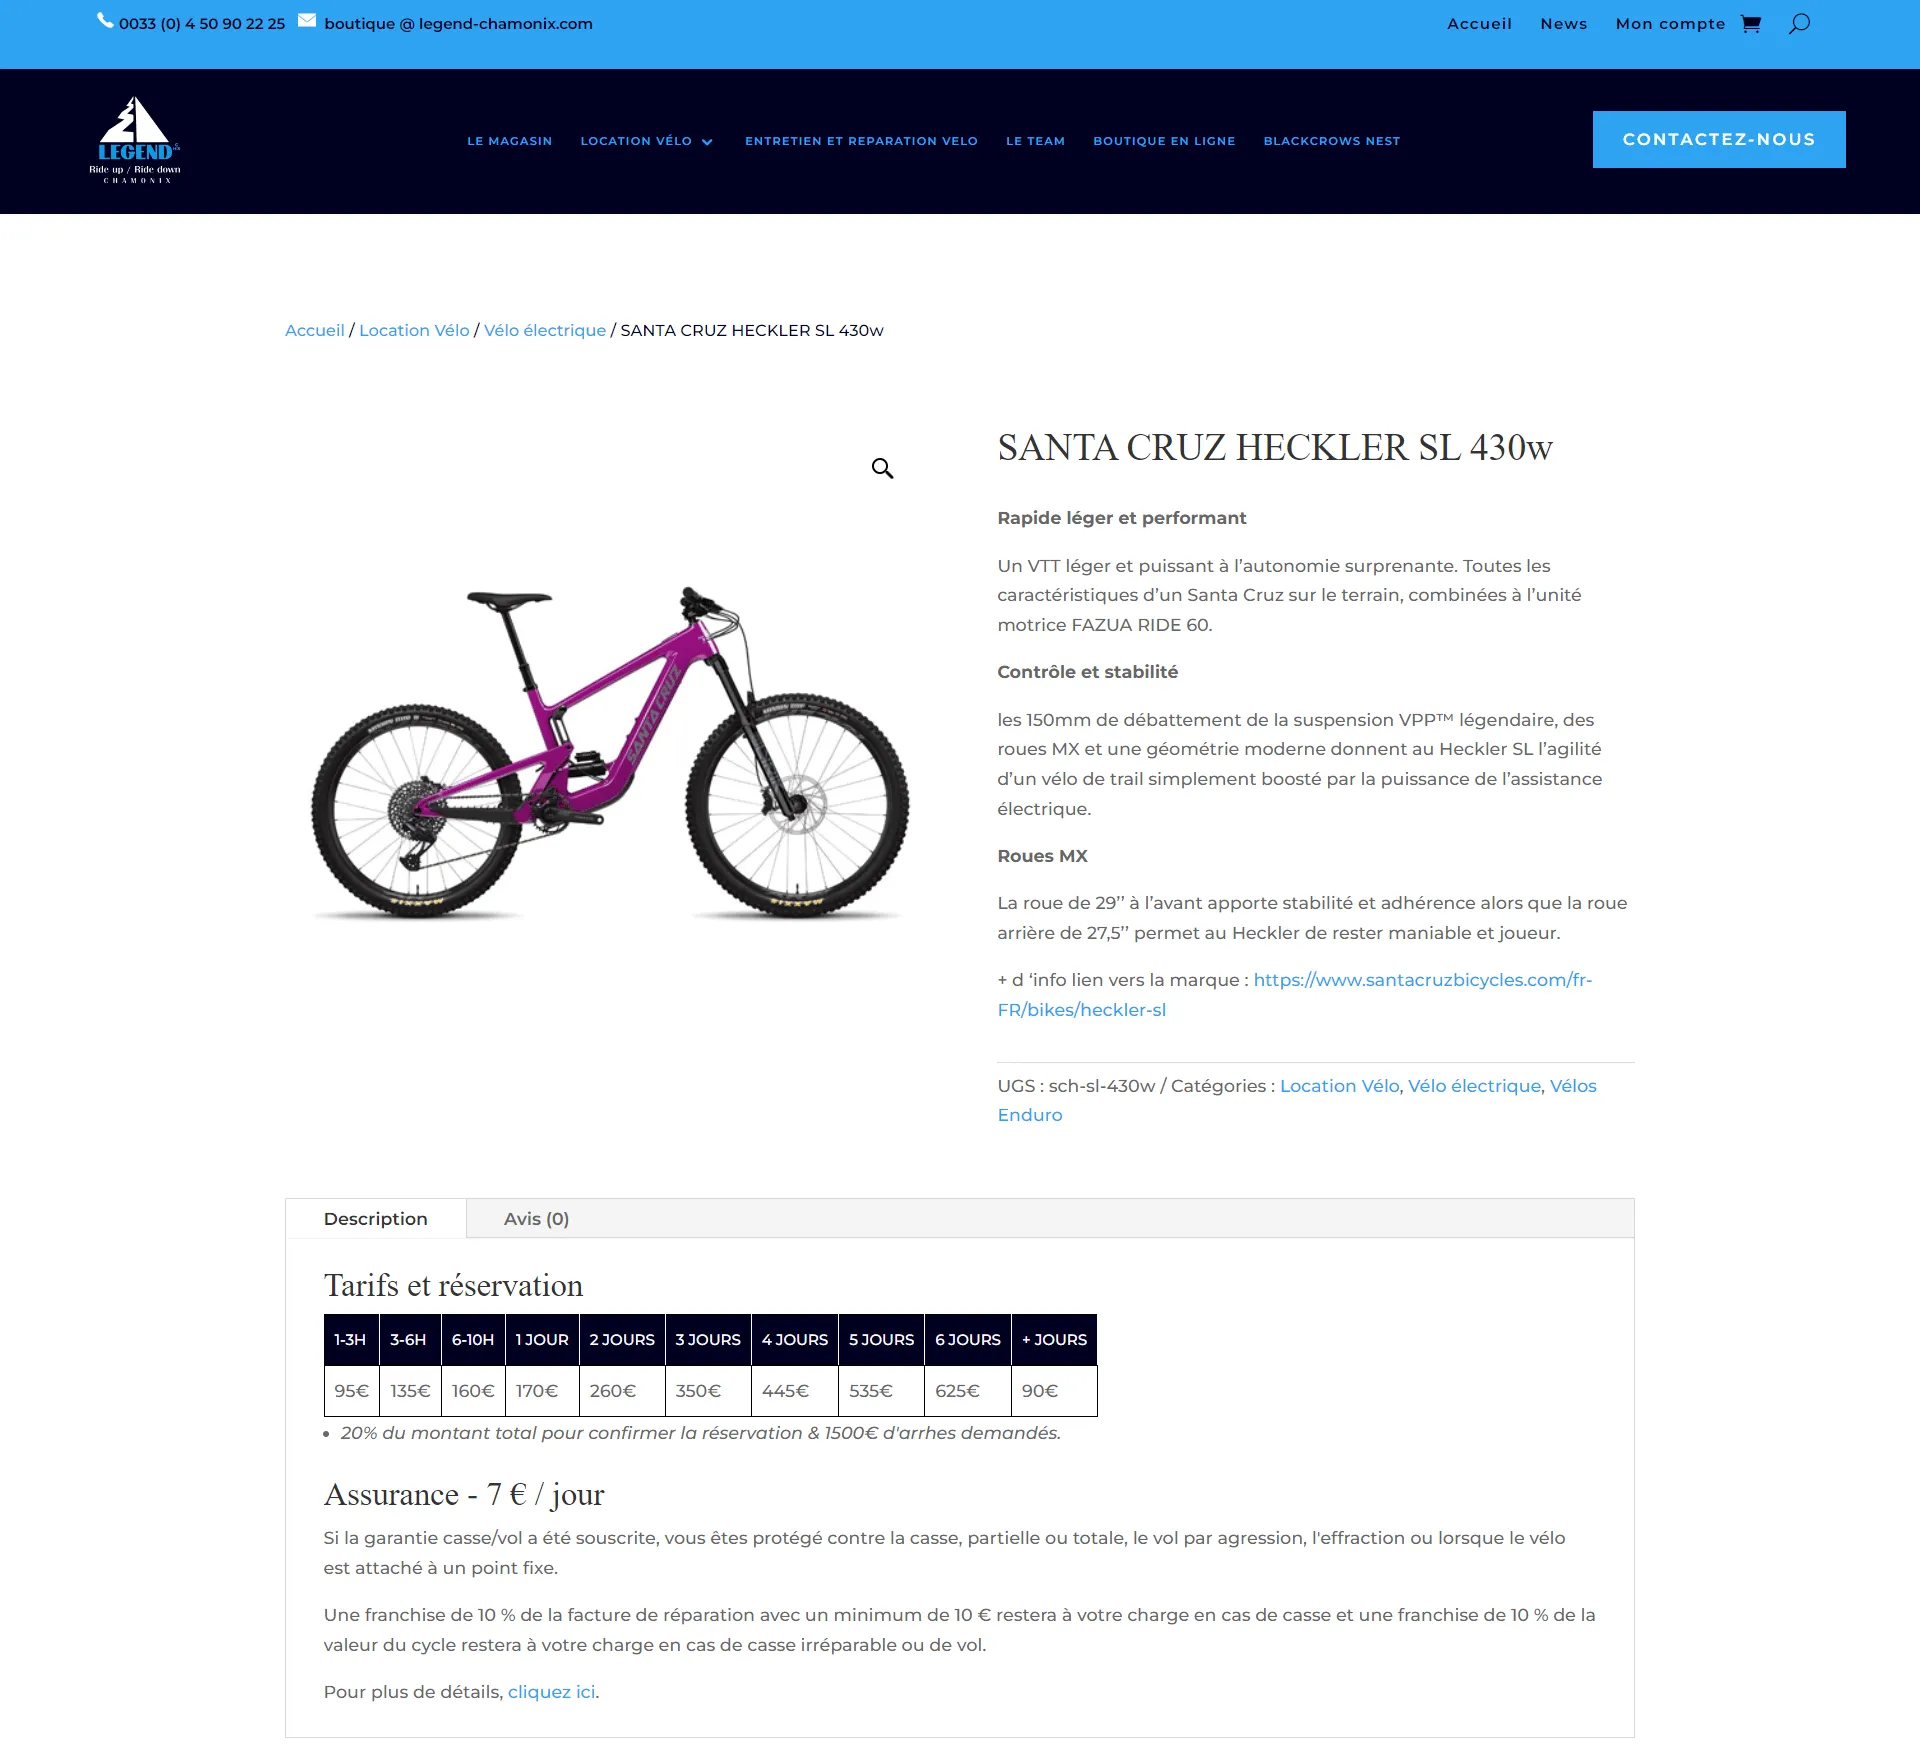 0033 (0) 4 50 90 22 25 boutique @ legend-chamonix.com
Accueil News Mon compte
LEGEND
Ride up / Ride down
CHAMONIX
LE MAGASIN LOCATION VÉLO ENTRETIEN ET REPARATION VELO LE TEAM BOUTIQUE EN LIGNE BLACKCROWS NEST
CONTACTEZ-NOUS
Accueil / Location Vélo / Vélo électrique / SANTA CRUZ HECKLER SL 430w
SANTA CRUZ
MAXXIS
MAXXIS
SANTA CRUZ HECKLER SL 430w
Rapide léger et performant
Un VTT léger et puissant à l’autonomie surprenante. Toutes les
caractéristiques d’un Santa Cruz sur le terrain, combinées à l’unité
motrice FAZUA RIDE 60.
Contrôle et stabilité
les 150mm de débattement de la suspension VPP™ légendaire, des
roues MX et une géométrie moderne donnent au Heckler SL l’agilité
d’un vélo de trail simplement boosté par la puissance de l’assistance
électrique.
Roues MX
La roue de 29’’ à l’avant apporte stabilité et adhérence alors que la roue
arrière de 27,5’’ permet au Heckler de rester maniable et joueur.
+ d ‘info lien vers la marque : https://www.santacruzbicycles.com/fr-
FR/bikes/heckler-sl
UGS : sch-sl-430w / Catégories : Location Vélo, Vélo électrique, Vélos
Enduro
Description Avis (0)
Tarifs et réservation
1-3H 3-6H 6-10H 1 JOUR 2 JOURS 3 JOURS 4 JOURS 5 JOURS 6 JOURS + JOURS
95€ 135€ 160€ 170€ 260€ 350€ 445€ 535€ 625€ 90€
• 20% du montant total pour confirmer la réservation & 1500€ d'arrhes demandés.
Assurance - 7 € / jour
Si la garantie casse/vol a été souscrite, vous êtes protégé contre la casse, partielle ou totale, le vol par agression, l'effraction ou lorsque le vélo
est attaché à un point fixe.
Une franchise de 10 % de la facture de réparation avec un minimum de 10 € restera à votre charge en cas de casse et une franchise de 10 % de la
valeur du cycle restera à votre charge en cas de casse irréparable ou de vol.
Pour plus de détails, cliquez ici.